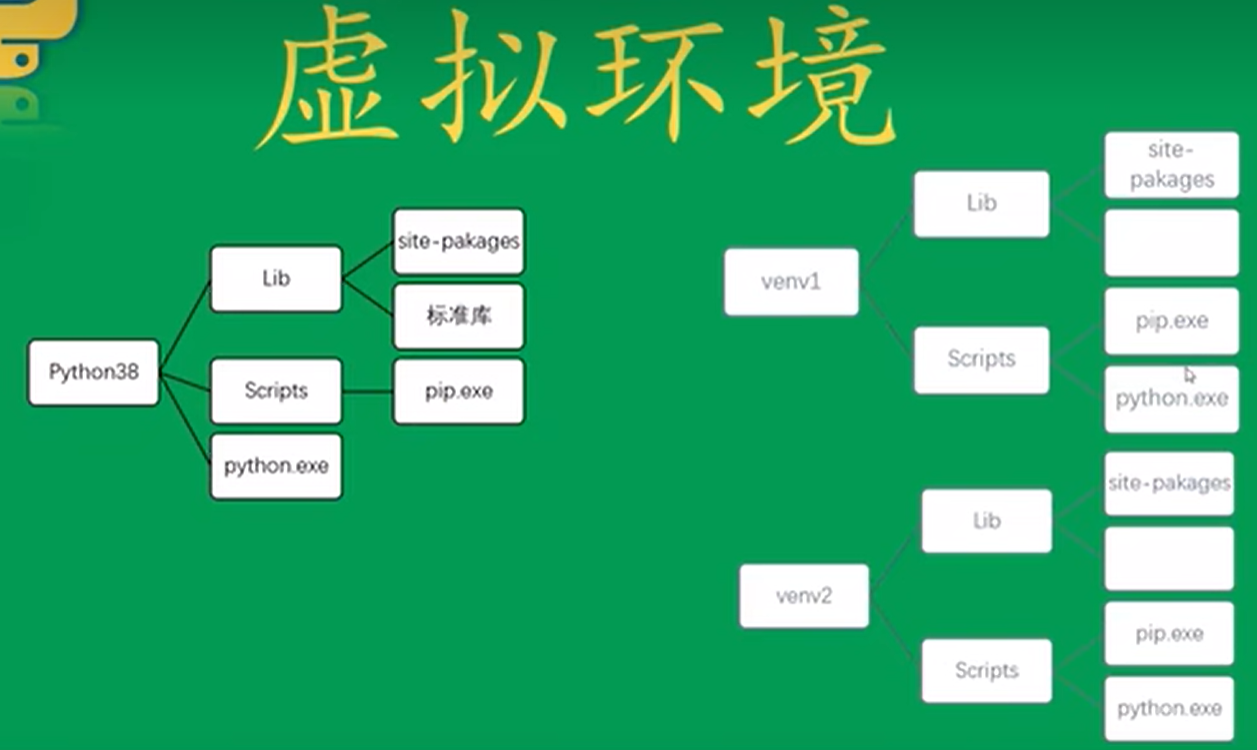 虚拟环境
Python38
Lib
site-pakages
标准库
Scripts
pip.exe
python.exe
venv1
Lib
site-
pakages
Scripts
pip.exe
python.exe
venv2
Lib
site-pakages
Scripts
pip.exe
python.exe